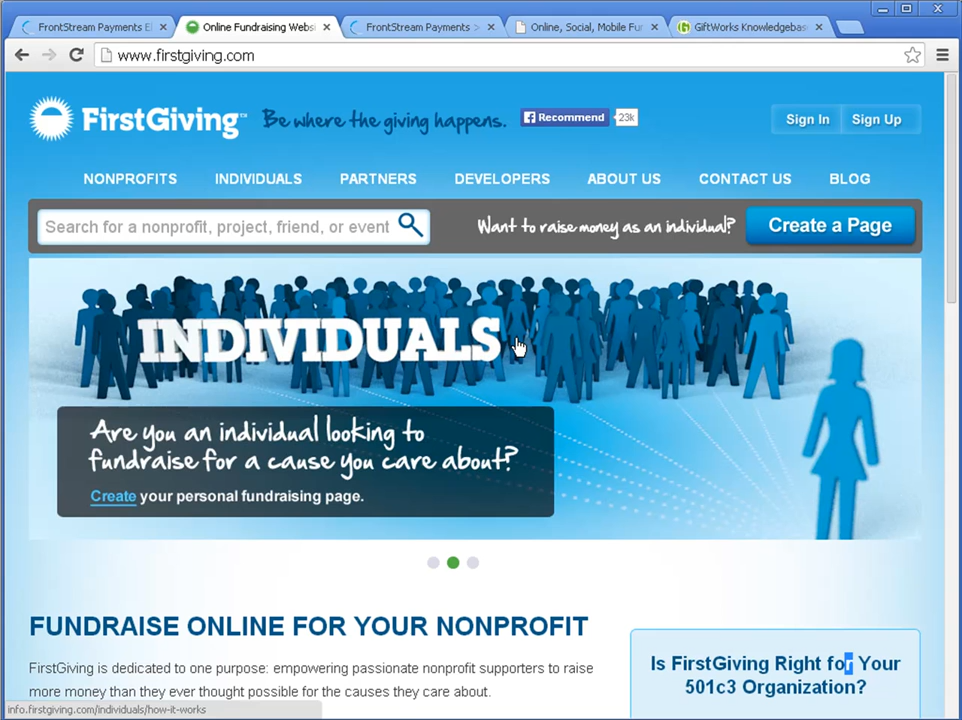 FrontStream Payments E
Online Fundraising Webs
FrontStream Payments >
Online, Social, Mobile Fur
GiftWorks Knowledgebas
www.firstgiving.com
FirstGiving™
Be where the giving happens.
Recommend
23k
Sign In
Sign Up
NONPROFITS
INDIVIDUALS
PARTNERS
DEVELOPERS
ABOUT US
CONTACT US
BLOG
Search for a nonprofit, project, friend, or event
Want to raise money as an individual?
Create a Page
INDIVIDUALS
Are you an individual looking to
fundraise for a cause you care about?
Create your personal fundraising page.
FUNDRAISE ONLINE FOR YOUR NONPROFIT
FirstGiving is dedicated to one purpose: empowering passionate nonprofit supporters to raise
more money than they ever thought possible for the causes they care about.
Is FirstGiving Right for Your
501c3 Organization?
info.firstgiving.com/individuals/how-it-works